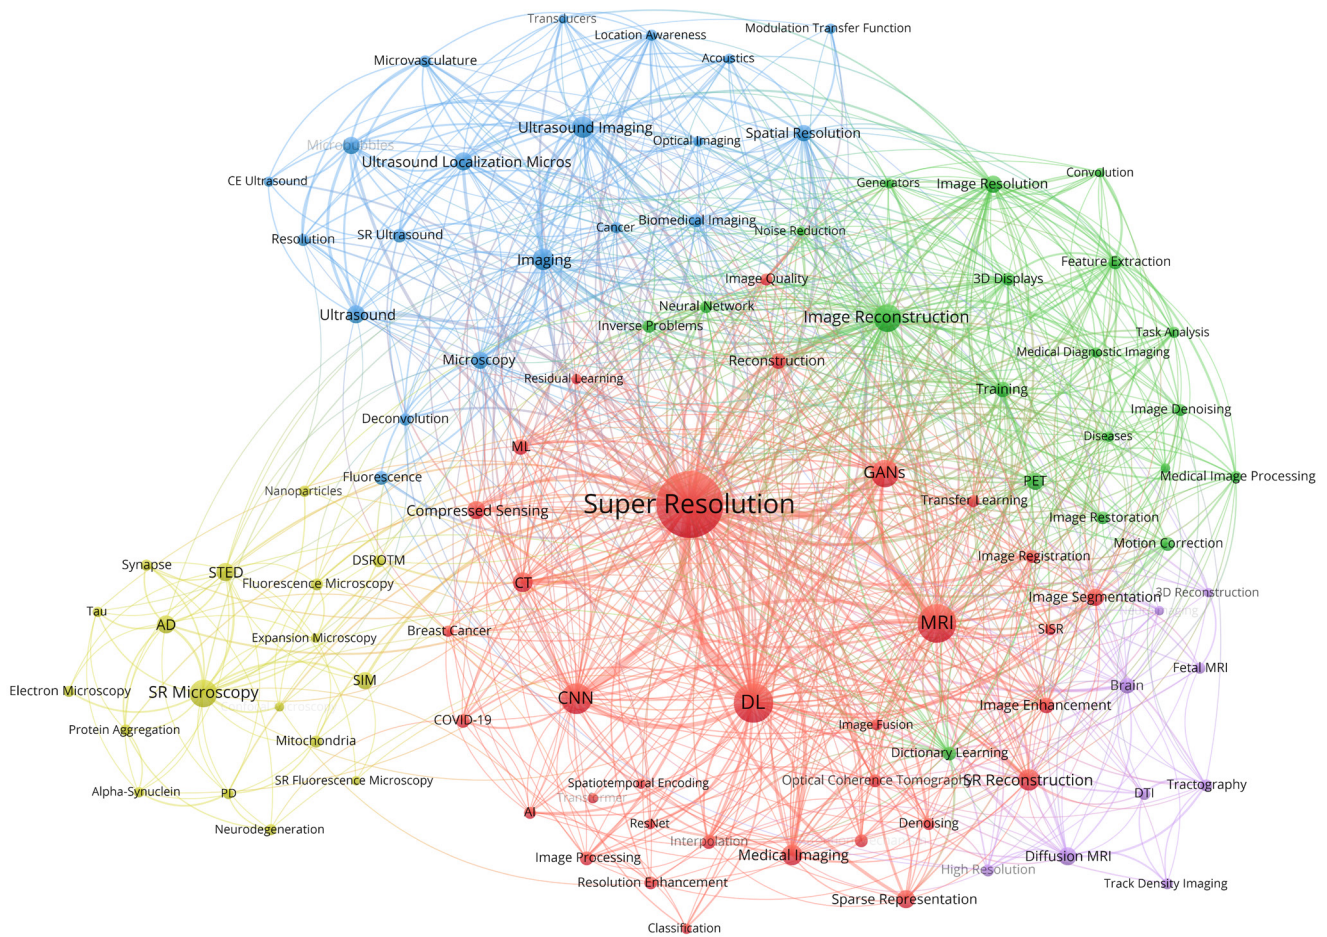 Transducers
Location Awareness
Modulation Transfer Function
Microvasculature
Acoustics
Ultrasound Imaging
Spatial Resolution
Optical Imaging
Microbubbles
Ultrasound Localization Micros
Convolution
CE Ultrasound
Generators
Image Resolution
Cancer
Biomedical Imaging
Noise Reduction
Resolution
SR Ultrasound
Imaging
Feature Extraction
Image Quality
3D Displays
Neural Network
Ultrasound
Image Reconstruction
Inverse Problems
Task Analysis
Medical Diagnostic Imaging
Microscopy
Reconstruction
Residual Learning
Training
Image Denoising
Deconvolution
Diseases
ML
GANs
Fluorescence
Medical Image Processing
PET
Nanoparticles
Super Resolution
Transfer Learning
Compressed Sensing
Image Restoration
Motion Correction
Image Registration
DSROTM
Synapse
STED
Fluorescence Microscopy
CT
3D Reconstruction
Image Segmentation
Tau
AD
MRI
SISR
Breast Cancer
Expansion Microscopy
Fetal MRI
SIM
Brain
Electron Microscopy
SR Microscopy
CNN
DL
Image Enhancement
COVID-19
Image Fusion
Protein Aggregation
Mitochondria
Dictionary Learning
SR Fluorescence Microscopy
Spatiotemporal Encoding
Optical Coherence Tomography
SR Reconstruction
Tractography
Alpha-Synuclein
PD
Transformer
DTI
AI
ResNet
Denoising
Neurodegeneration
Interpolation
Image Processing
Medical Imaging
Diffusion MRI
High Resolution
Resolution Enhancement
Track Density Imaging
Sparse Representation
Classification